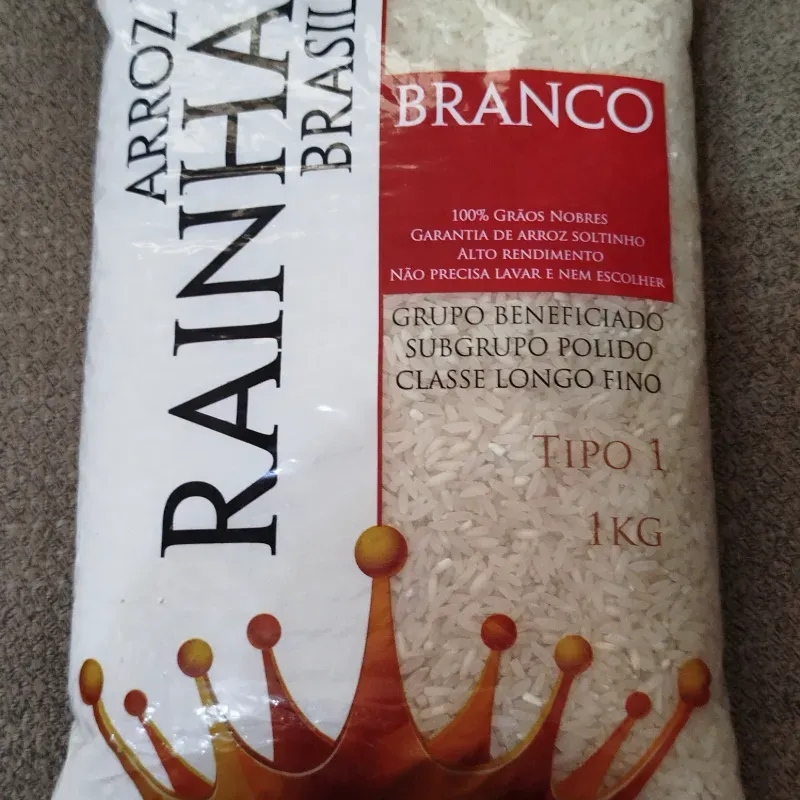 ARROZ
RAINHA
BRASIL
BRANCO
100% GRÃOS NOBRES
GARANTIA DE ARROZ SOLTINHO
ALTO RENDIMENTO
NÃO PRECISA LAVAR E NEM ESCOLHER
GRUPO BENEFICIADO
SUBGRUPO POLIDO
CLASSE LONGO FINO
TIPO 1
1KG